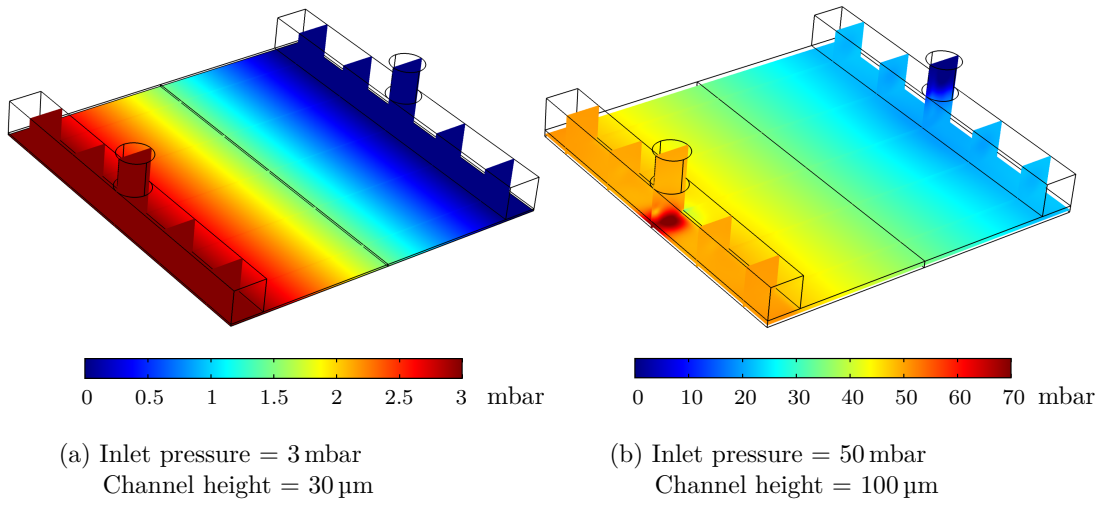 0 0.5 1 1.5 2 2.5 3 mbar
0 10 20 30 40 50 60 70 mbar
(a) Inlet pressure = 3 mbar
Channel height = 30 µm
(b) Inlet pressure = 50 mbar
Channel height = 100 µm